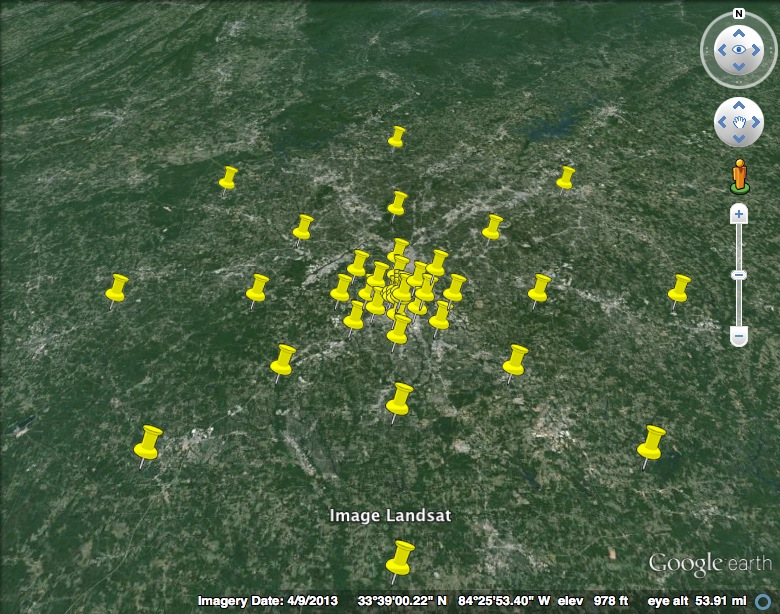 N
Image Landsat
Google earth
Imagery Date: 4/9/2013 33°39'00.22" N 84°25'53.40" W elev 978 ft eye alt 53.91 mi